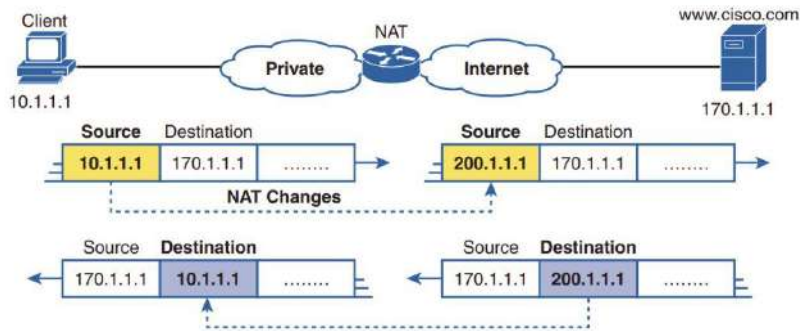 Client
NAT
www.cisco.com
Private
Internet
10.1.1.1
170.1.1.1
Source Destination
10.1.1.1 170.1.1.1 ........
Source Destination
200.1.1.1 170.1.1.1 ........
NAT Changes
Source Destination
170.1.1.1 10.1.1.1 ........
Source Destination
170.1.1.1 200.1.1.1 ........